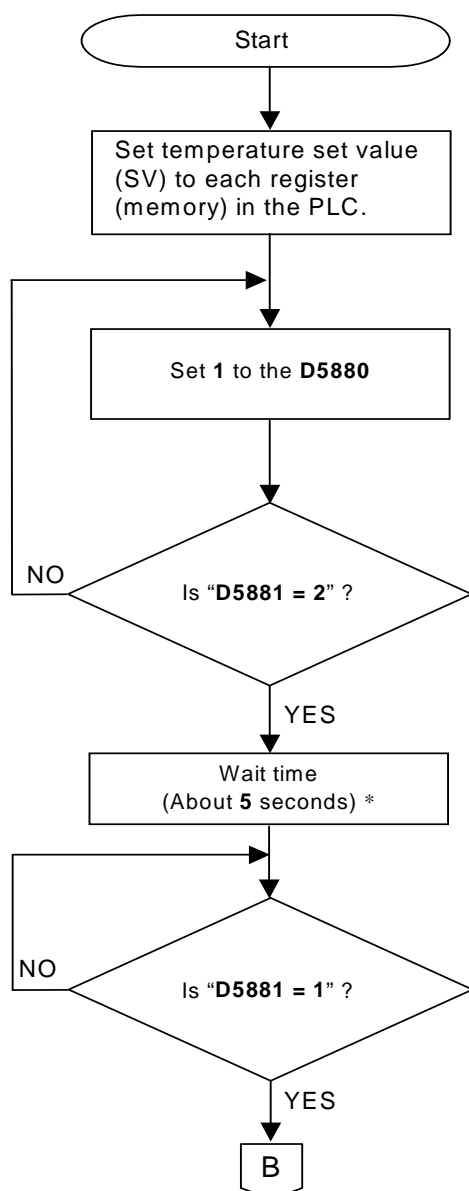 Start
Set temperature set value
(SV) to each register
(memory) in the PLC.
Set 1 to the D5880
Is “D5881 = 2” ?
NO
YES
Wait time
(About 5 seconds) *
NO
Is “D5881 = 1” ?
YES
B